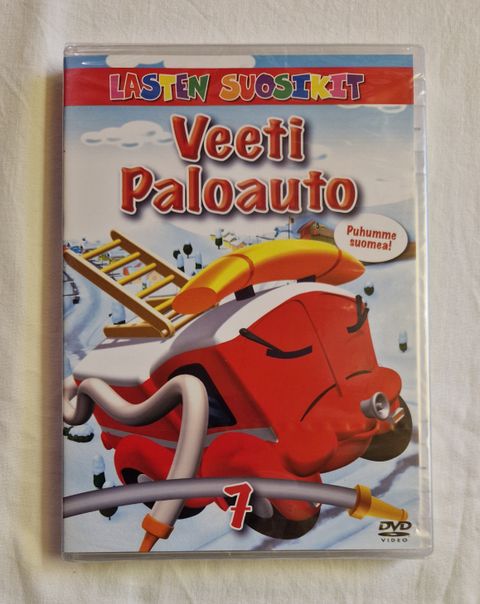 LASTEN SUOSIKIT
Veeti
Paloauto
Puhumme
suomea!
7
DVD
VIDEO